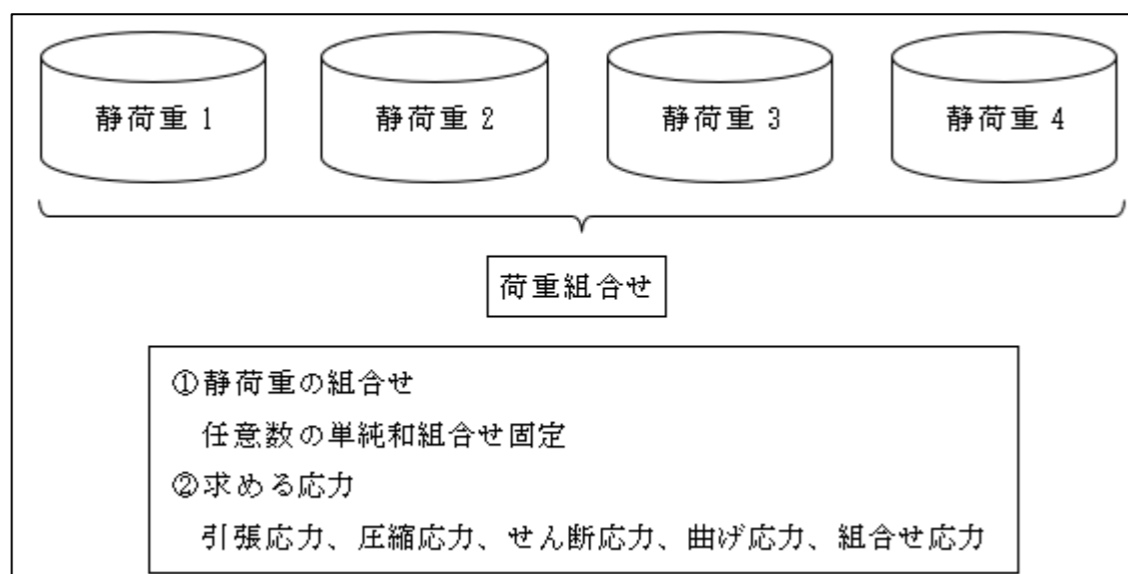 静荷重 1
静荷重 2
静荷重 3
静荷重 4
荷重組合せ
①静荷重の組合せ
任意数の単純和組合せ固定
②求める応力
引張応力、圧縮応力、せん断応力、曲げ応力、組合せ応力